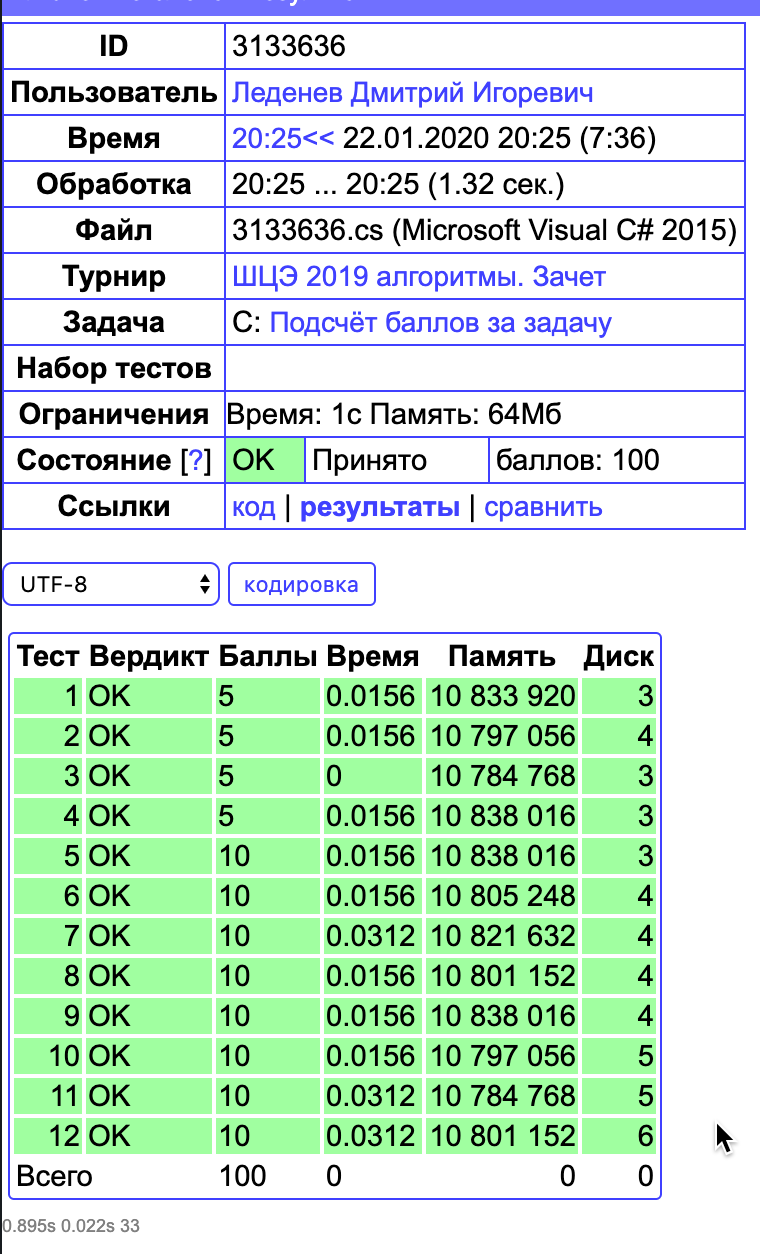 ID 3133636
Пользователь Леденев Дмитрий Игоревич
Время 20:25<< 22.01.2020 20:25 (7:36)
Обработка 20:25 ... 20:25 (1.32 сек.)
Файл 3133636.cs (Microsoft Visual C# 2015)
Турнир ШЦЭ 2019 алгоритмы. Зачет
Задача C: Подсчёт баллов за задачу
Набор тестов
Ограничения Время: 1с Память: 64Мб
Состояние [?] OK Принято баллов: 100
Ссылки код | результаты | сравнить
UTF-8 кодировка
Тест Вердикт Баллы Время Память Диск
1 OK 5 0.0156 10 833 920 3
2 OK 5 0.0156 10 797 056 4
3 OK 5 0 10 784 768 3
4 OK 5 0.0156 10 838 016 3
5 OK 10 0.0156 10 838 016 3
6 OK 10 0.0156 10 805 248 4
7 OK 10 0.0312 10 821 632 4
8 OK 10 0.0156 10 801 152 4
9 OK 10 0.0156 10 838 016 4
10 OK 10 0.0156 10 797 056 5
11 OK 10 0.0312 10 784 768 5
12 OK 10 0.0312 10 801 152 6
Всего 100 0 0 0
0.895s 0.022s 33